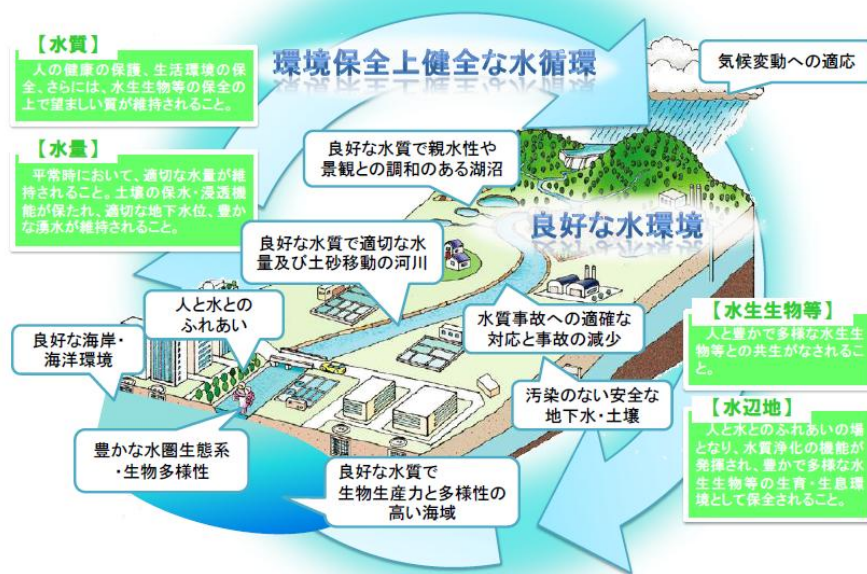 【水質】
人の健康の保護、生活環境の保
全、さらには、水生生物等の保全の
上で望ましい質が維持されること。
環境保全上健全な水循環
気候変動への適応
【水量】
平常時において、適切な水量が維
持されること。土壌の保水・浸透機
能が保たれ、適切な地下水位、豊か
な湧水が維持されること。
良好な水質で親水性や
景観との調和のある湖沼
良好な水環境
良好な水質で適切な水
量及び土砂移動の河川
人と水との
ふれあい
水質事故への適確な
対応と事故の減少
良好な海岸・
海洋環境
【水生生物等】
人と豊かで多様な水生生
物等との共生がなされるこ
と。
汚染のない安全な
地下水・土壌
【水辺地】
人と水とのふれあいの場
となり、水質浄化の機能が
発揮され、豊かで多様な水
生生物等の生育・生息環
境として保全されること。
豊かな水圏生態系
・生物多様性
良好な水質で
生物生産力と多様性の
高い海域